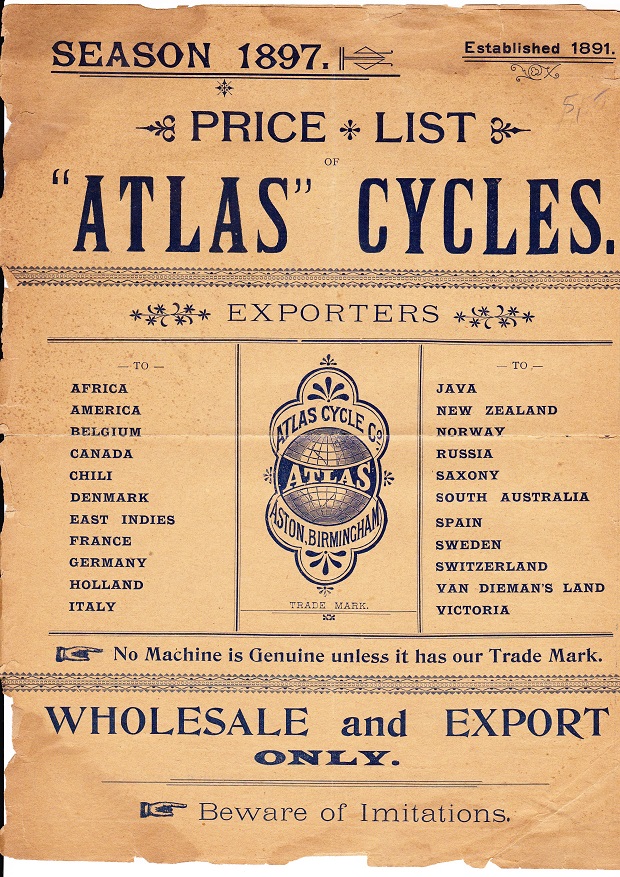 SEASON 1897.
Established 1891.
PRICE LIST
OF
"ATLAS" CYCLES.
EXPORTERS
— TO —
AFRICA
AMERICA
BELGIUM
CANADA
CHILI
DENMARK
EAST INDIES
FRANCE
GERMANY
HOLLAND
ITALY
ATLAS CYCLE Co.
ATLAS
ASTON, BIRMINGHAM
TRADE MARK.
— TO —
JAVA
NEW ZEALAND
NORWAY
RUSSIA
SAXONY
SOUTH AUSTRALIA
SPAIN
SWEDEN
SWITZERLAND
VAN DIEMAN'S LAND
VICTORIA
No Machine is Genuine unless it has our Trade Mark.
WHOLESALE and EXPORT
ONLY.
Beware of Imitations.